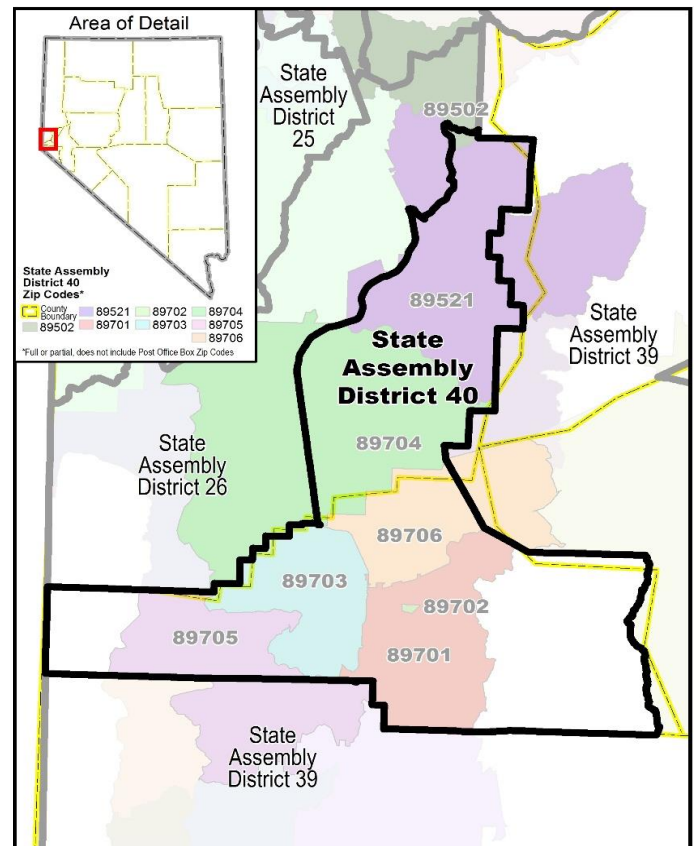 Area of Detail
State Assembly
District 40
Zip Codes*
County
Boundary
89502
89521
89701
89702
89703
89704
89705
89706
*Full or partial, does not include Post Office Box Zip Codes
State
Assembly
District
25
89502
89521
State
Assembly
District 39
State
Assembly
District 40
89704
State
Assembly
District 26
89706
89703
89702
89705
89701
State
Assembly
District 39